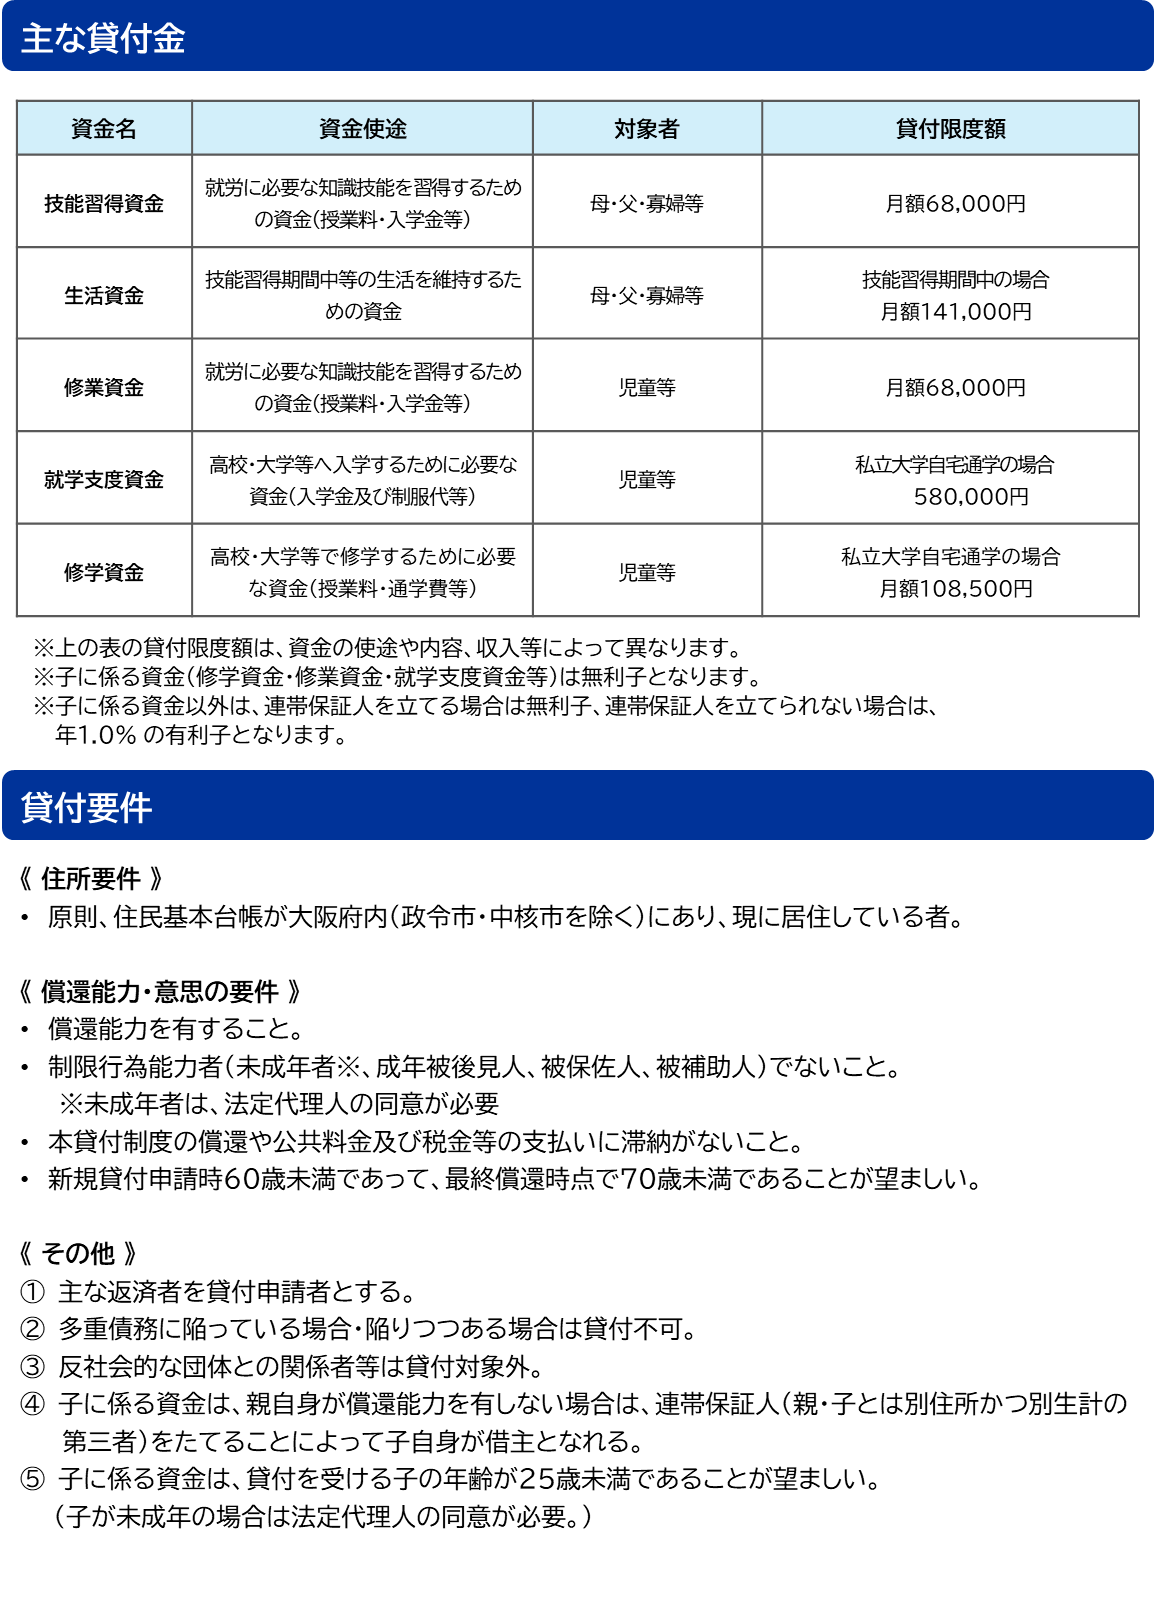 主な貸付金
資金名 資金使途 対象者 貸付限度額
技能習得資金 就労に必要な知識技能を習得するため
の資金（授業料・入学金等） 母・父・寡婦等 月額68,000円
生活資金 技能習得期間中等の生活を維持するた
めの資金 母・父・寡婦等 技能習得期間中の場合
月額141,000円
修業資金 就労に必要な知識技能を習得するため
の資金（授業料・入学金等） 児童等 月額68,000円
就学支度資金 高校・大学等へ入学するために必要な
資金（入学金及び制服代等） 児童等 私立大学自宅通学の場合
580,000円
修学資金 高校・大学等で修学するために必要
な資金（授業料・通学費等） 児童等 私立大学自宅通学の場合
月額108,500円
※上の表の貸付限度額は、資金の使途や内容、収入等によって異なります。
※子に係る資金（修学資金・修業資金・就学支度資金等）は無利子となります。
※子に係る資金以外は、連帯保証人を立てる場合は無利子、連帯保証人を立てられない場合は、
年1.0％ の有利子となります。
貸付要件
《 住所要件 》
• 原則、住民基本台帳が大阪府内（政令市・中核市を除く）にあり、現に居住している者。
《 償還能力・意思の要件 》
• 償還能力を有すること。
• 制限行為能力者（未成年者※、成年被後見人、被保佐人、被補助人）でないこと。
※未成年者は、法定代理人の同意が必要
• 本貸付制度の償還や公共料金及び税金等の支払いに滞納がないこと。
• 新規貸付申請時60歳未満であって、最終償還時点で70歳未満であることが望ましい。
《 その他 》
① 主な返済者を貸付申請者とする。
② 多重債務に陥っている場合・陥りつつある場合は貸付不可。
③ 反社会的な団体との関係者等は貸付対象外。
④ 子に係る資金は、親自身が償還能力を有しない場合は、連帯保証人（親・子とは別住所かつ別生計の
第三者）をたてることによって子自身が借主となれる。
⑤ 子に係る資金は、貸付を受ける子の年齢が25歳未満であることが望ましい。
（子が未成年の場合は法定代理人の同意が必要。）